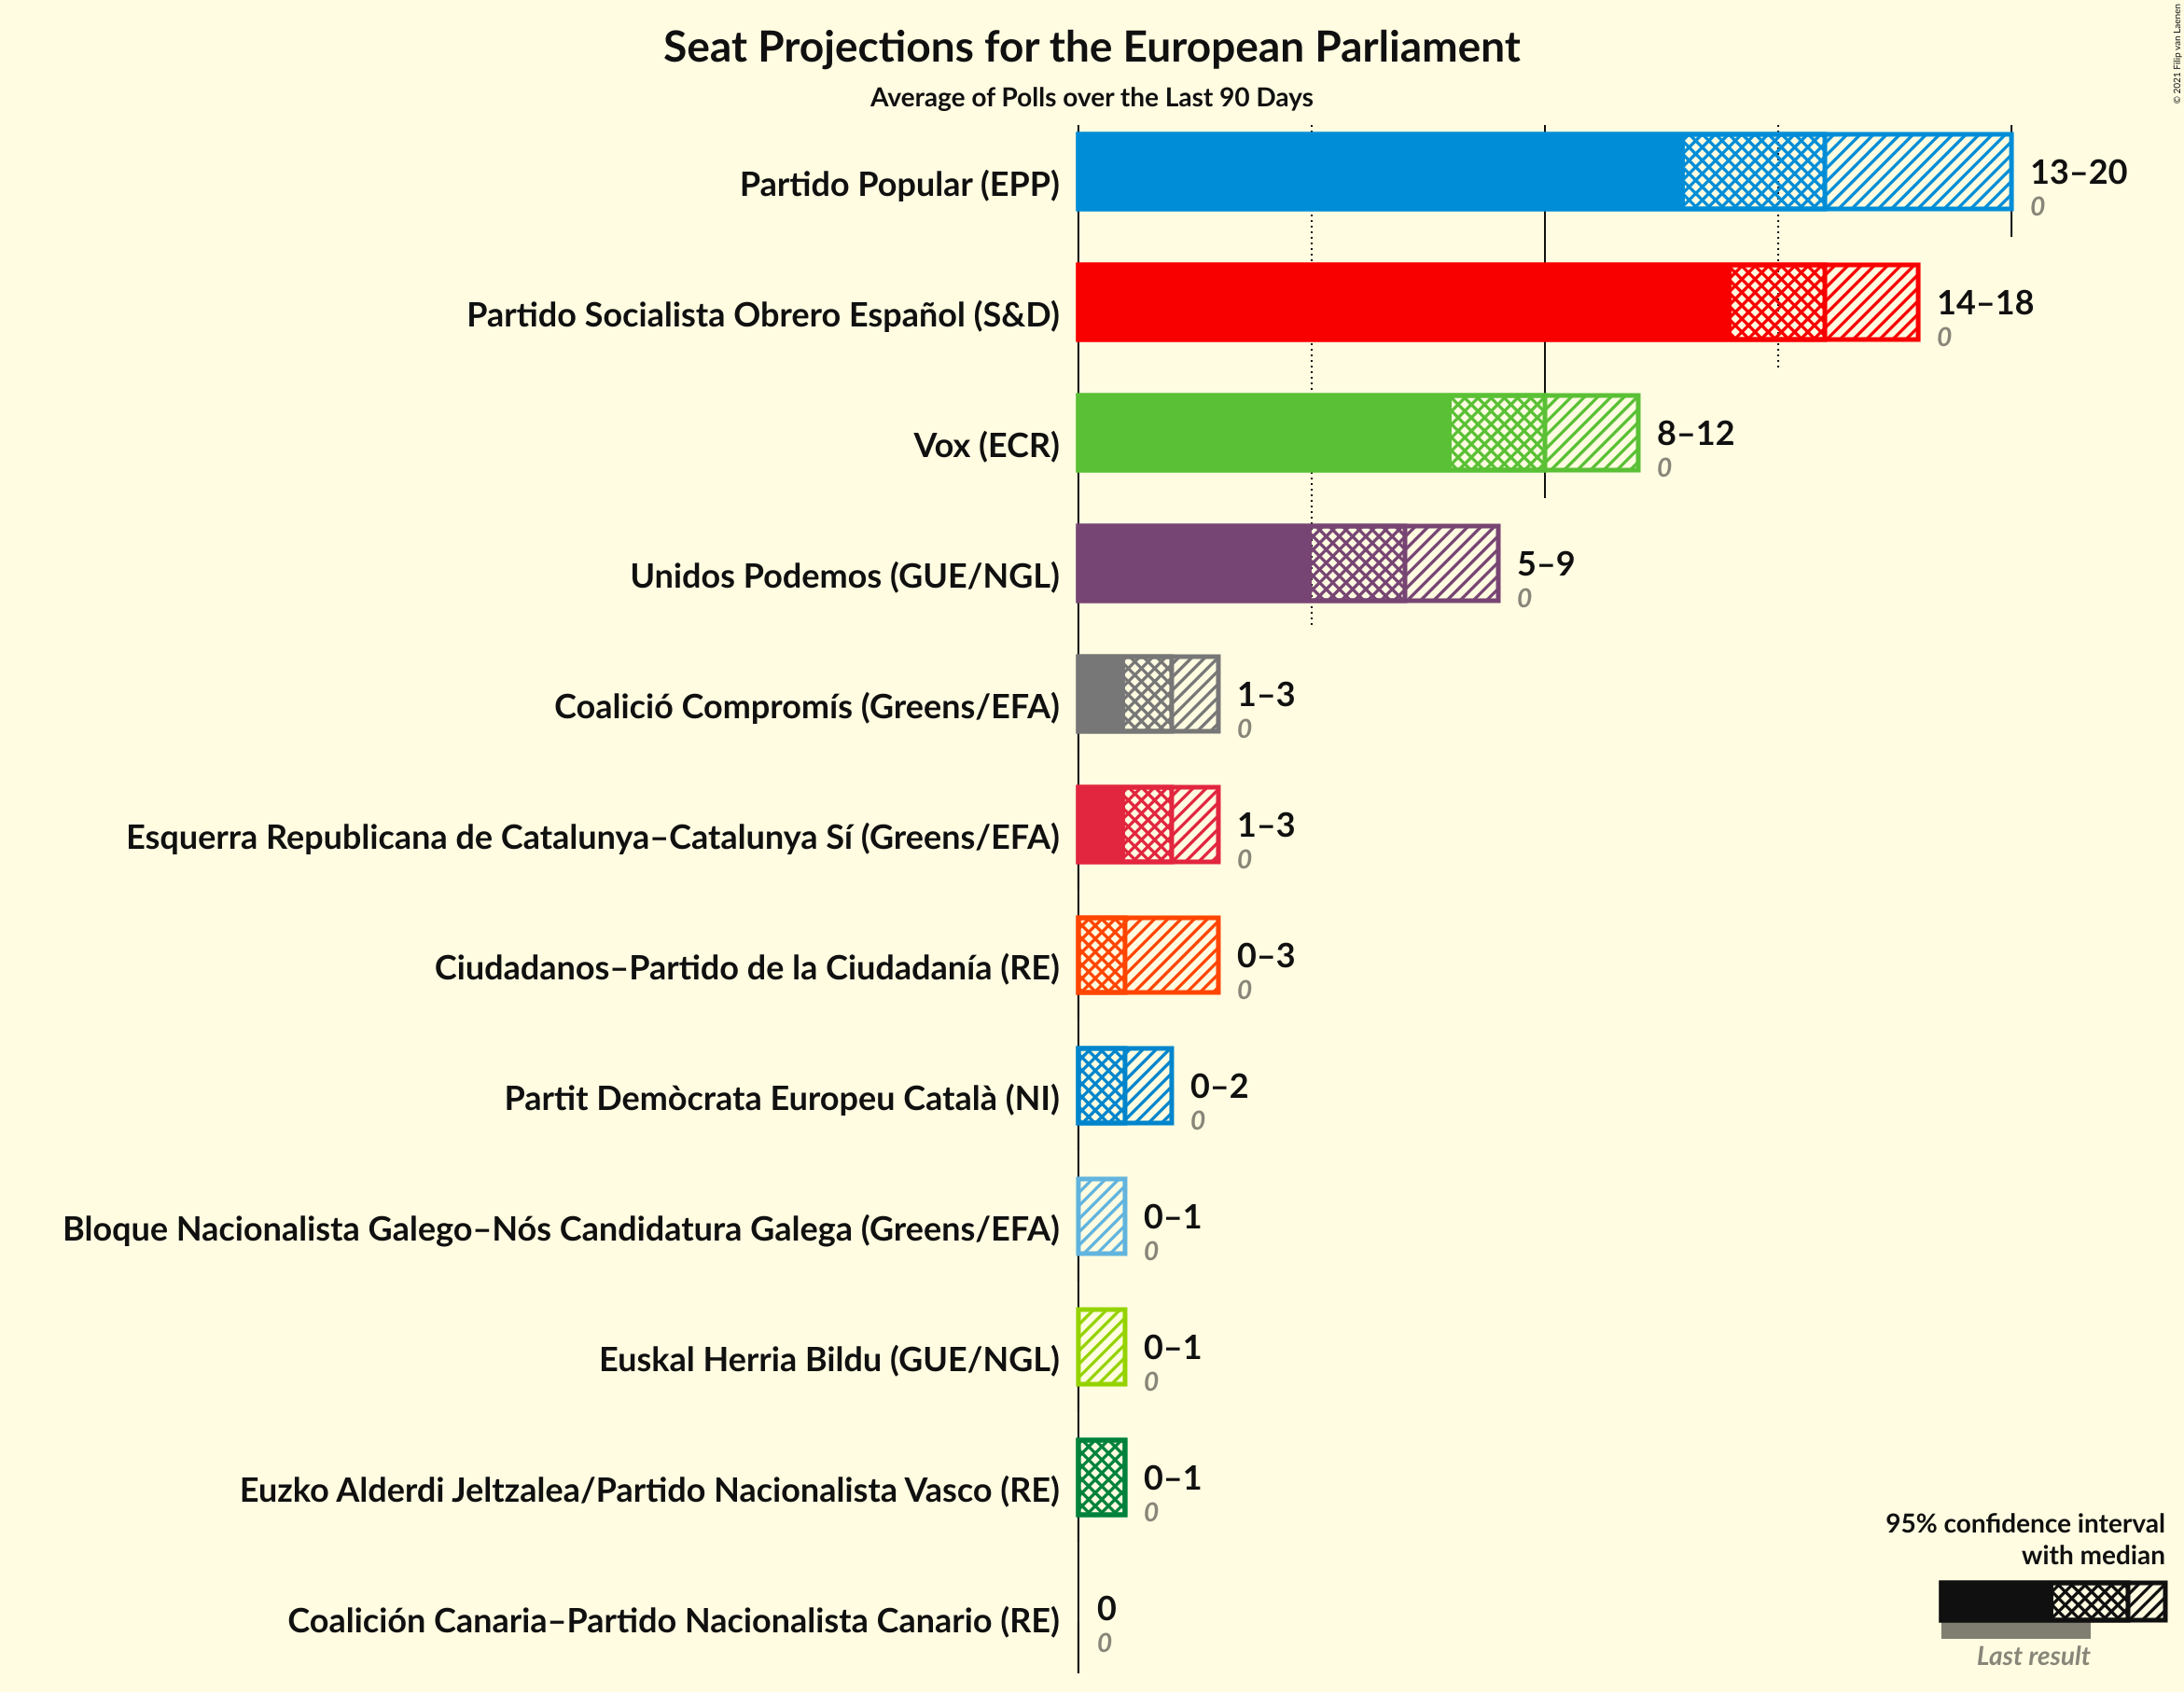 Seat Projections for the European Parliament
Average of Polls over the Last 90 Days
© 2021 Filip van Laenen
Partido Popular (EPP)
13–20
0
Partido Socialista Obrero Español (S&D)
14–18
0
Vox (ECR)
8–12
0
Unidos Podemos (GUE/NGL)
5–9
0
Coalició Compromís (Greens/EFA)
1–3
0
Esquerra Republicana de Catalunya–Catalunya Sí (Greens/EFA)
1–3
0
Ciudadanos–Partido de la Ciudadanía (RE)
0–3
0
Partit Demòcrata Europeu Català (NI)
0–2
0
Bloque Nacionalista Galego–Nós Candidatura Galega (Greens/EFA)
0–1
0
Euskal Herria Bildu (GUE/NGL)
0–1
0
Euzko Alderdi Jeltzalea/Partido Nacionalista Vasco (RE)
0–1
0
Coalición Canaria–Partido Nacionalista Canario (RE)
0
0
95% confidence interval
with median
Last result